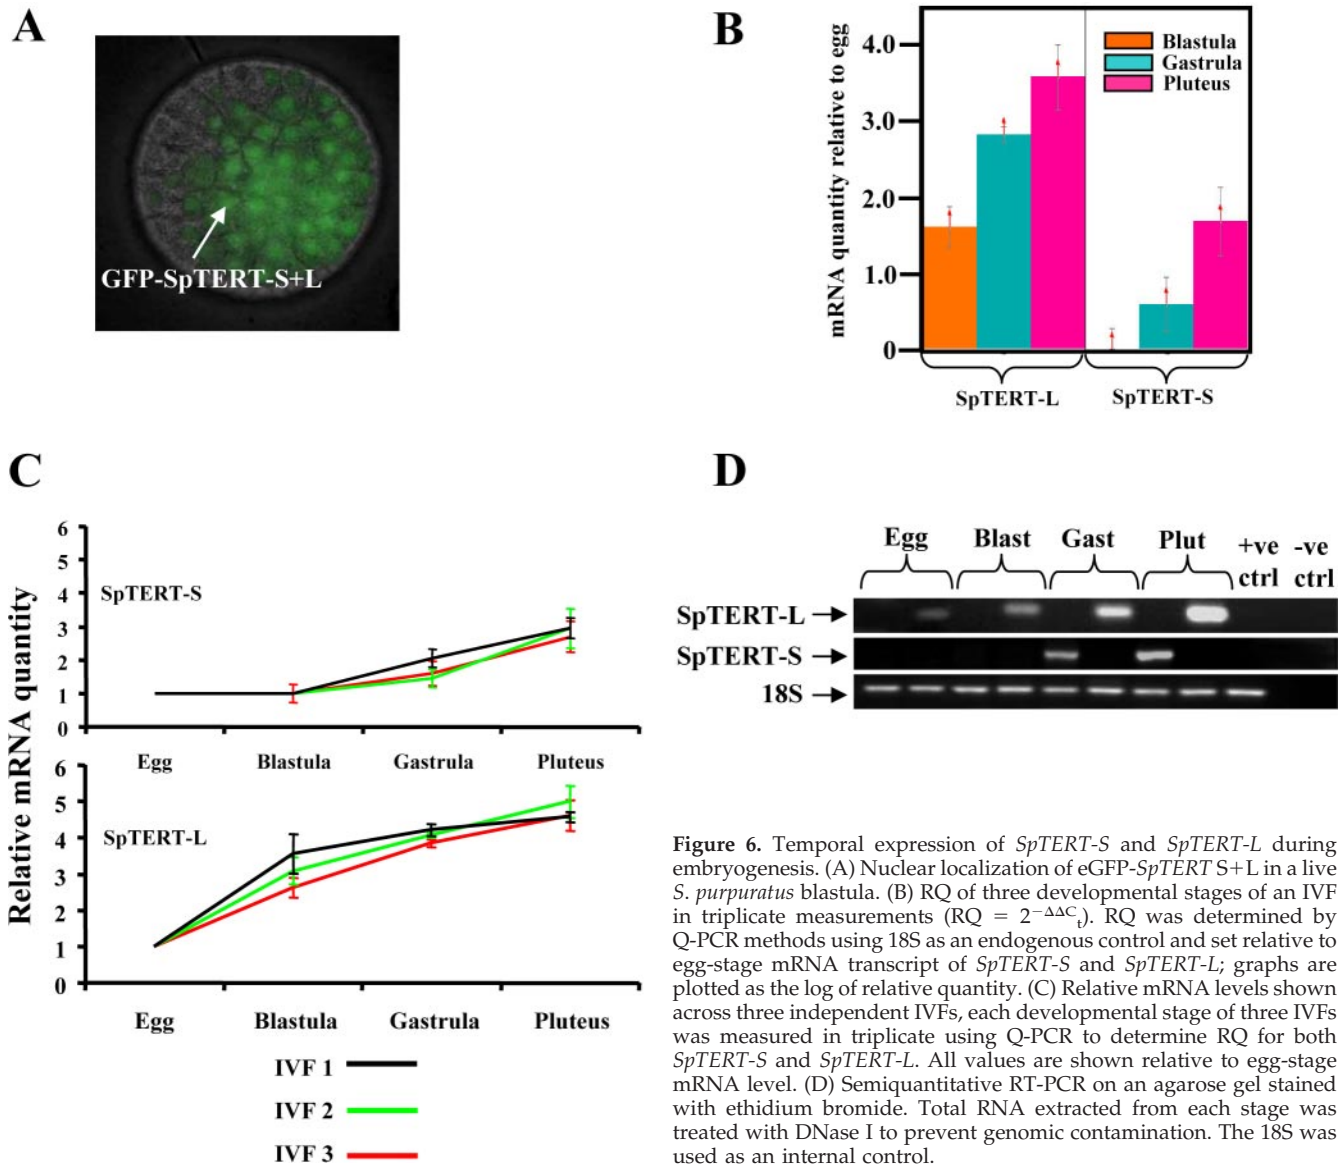 A
GFP-SpTERT-S+L
B
mRNA quantity relative to egg
4.0
3.0
2.0
1.0
0
Blastula
Gastrula
Pluteus
SpTERT-L
SpTERT-S
C
Relative mRNA quantity
6
5
4
3
2
1
0
SpTERT-S
Egg
Blastula
Gastrula
Pluteus
6
5
4
3
2
1
0
SpTERT-L
Egg
Blastula
Gastrula
Pluteus
IVF 1
IVF 2
IVF 3
D
Egg
Blast
Gast
Plut
+ve
ctrl
-ve
ctrl
SpTERT-L
SpTERT-S
18S
Figure 6. Temporal expression of SpTERT-S and SpTERT-L during
embryogenesis. (A) Nuclear localization of eGFP-SpTERT S+L in a live
S. purpuratus blastula. (B) RQ of three developmental stages of an IVF
in triplicate measurements (RQ = 2−ΔΔCt). RQ was determined by
Q-PCR methods using 18S as an endogenous control and set relative to
egg-stage mRNA transcript of SpTERT-S and SpTERT-L; graphs are
plotted as the log of relative quantity. (C) Relative mRNA levels shown
across three independent IVFs, each developmental stage of three IVFs
was measured in triplicate using Q-PCR to determine RQ for both
SpTERT-S and SpTERT-L. All values are shown relative to egg-stage
mRNA level. (D) Semiquantitative RT-PCR on an agarose gel stained
with ethidium bromide. Total RNA extracted from each stage was
treated with DNase I to prevent genomic contamination. The 18S was
used as an internal control.